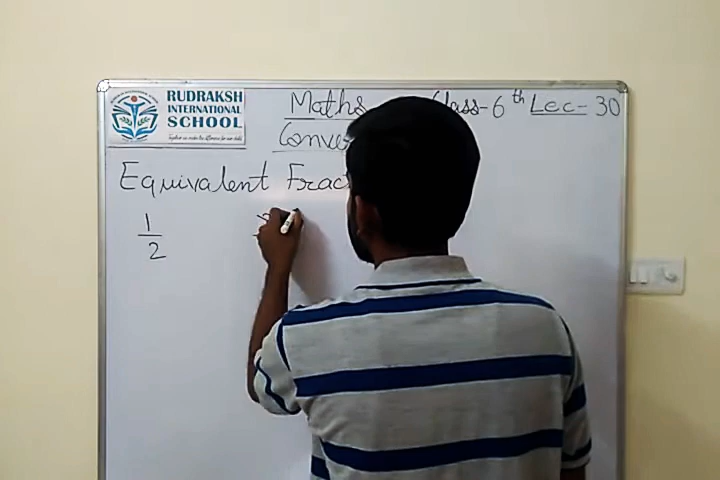 RUDRAKSH
INTERNATIONAL
SCHOOL
Maths Class-6th Lec-30
Equivalent
1
2